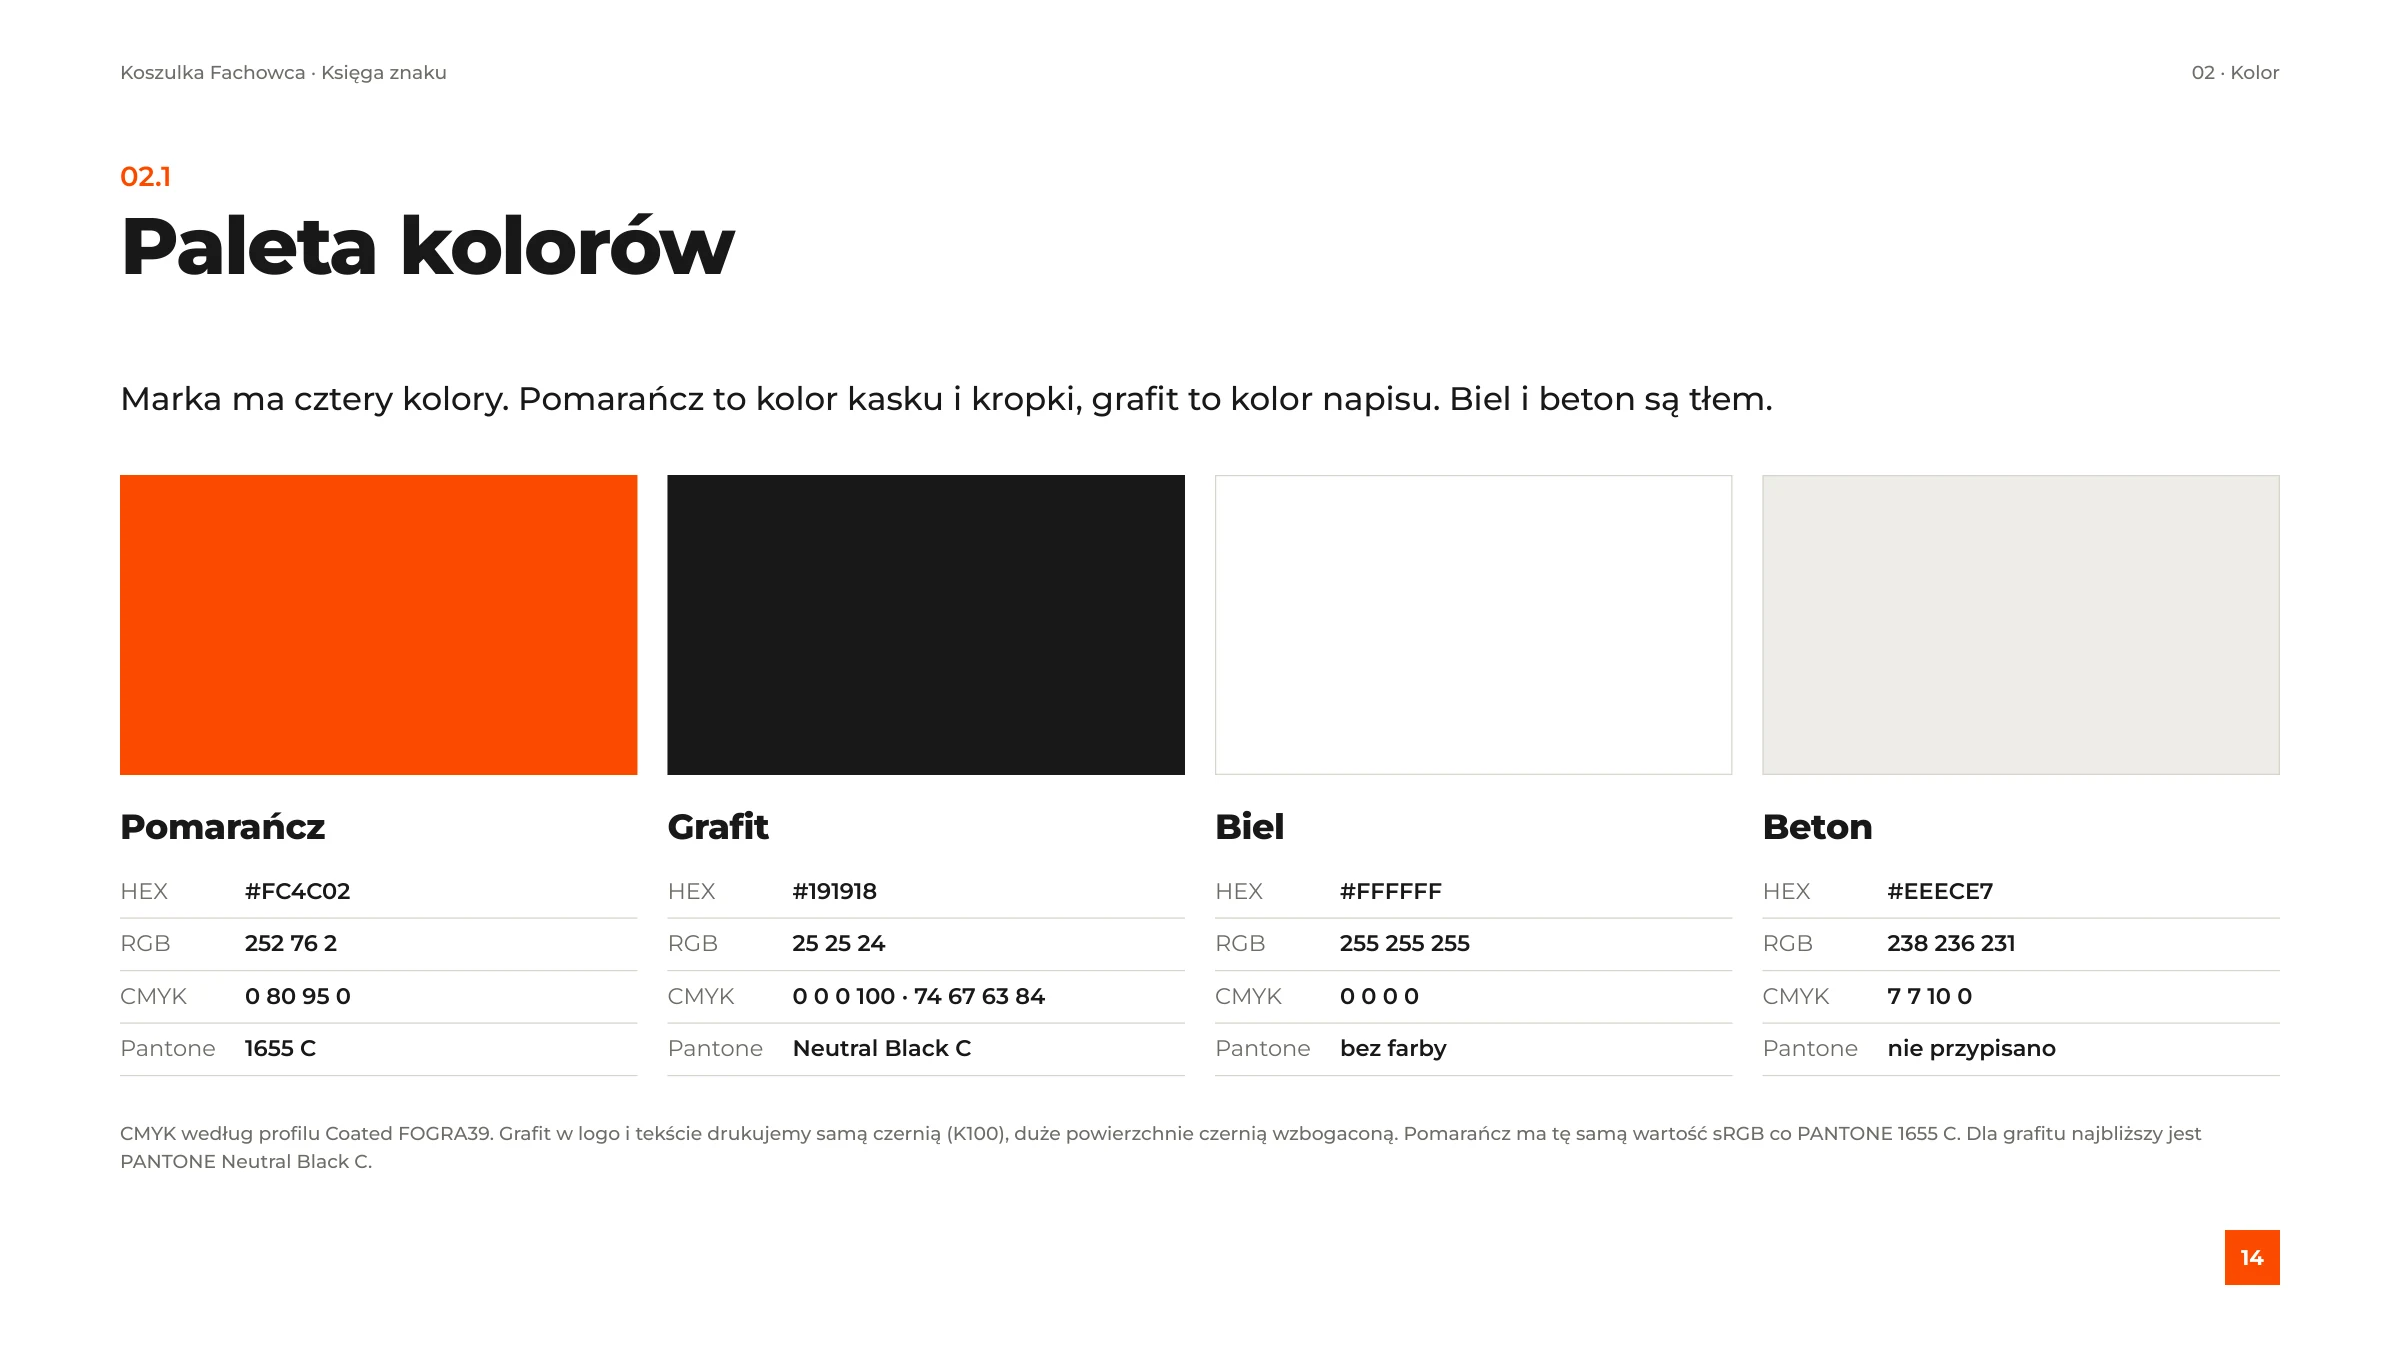 Koszulka Fachowca · Księga znaku
02 · Kolor
02.1
Paleta kolorów
Marka ma cztery kolory. Pomarańcz to kolor kasku i kropki, grafit to kolor napisu. Biel i beton są tłem.
Pomarańcz
HEX #FC4C02
RGB 252 76 2
CMYK 0 80 95 0
Pantone 1655 C
Grafit
HEX #191918
RGB 25 25 24
CMYK 0 0 0 100 · 74 67 63 84
Pantone Neutral Black C
Biel
HEX #FFFFFF
RGB 255 255 255
CMYK 0 0 0 0
Pantone bez farby
Beton
HEX #EEECE7
RGB 238 236 231
CMYK 7 7 10 0
Pantone nie przypisano
CMYK według profilu Coated FOGRA39. Grafit w logo i tekście drukujemy samą czernią (K100), duże powierzchnie czernią wzbogaconą. Pomarańcz ma tę samą wartość sRGB co PANTONE 1655 C. Dla grafitu najbliższy jest
PANTONE Neutral Black C.
14